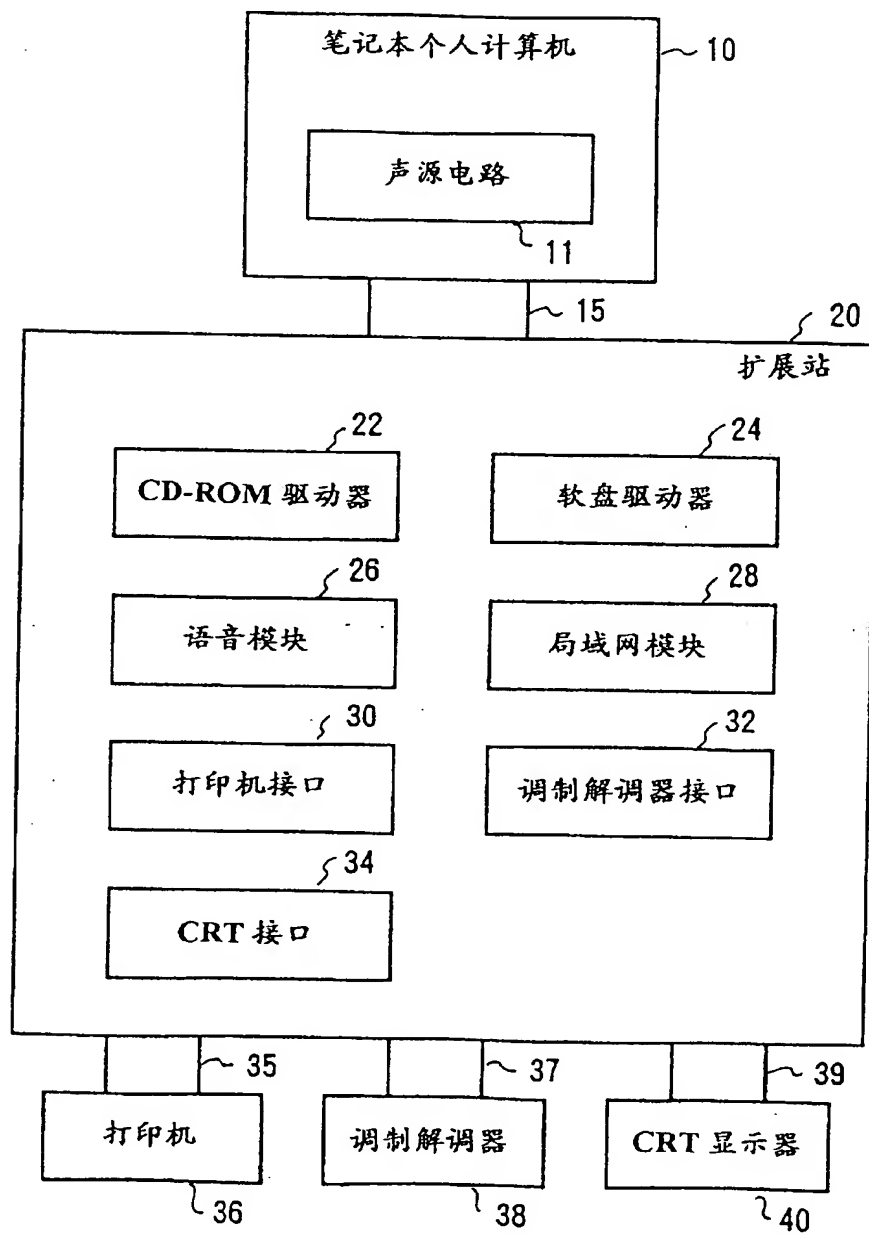 笔记本个人计算机
10
声源电路
11
15
20
扩展站
22
24
CD-ROM 驱动器
软盘驱动器
26
28
语音模块
局域网模块
30
32
打印机接口
调制解调器接口
34
CRT 接口
35
37
39
打印机
调制解调器
CRT 显示器
36
38
40